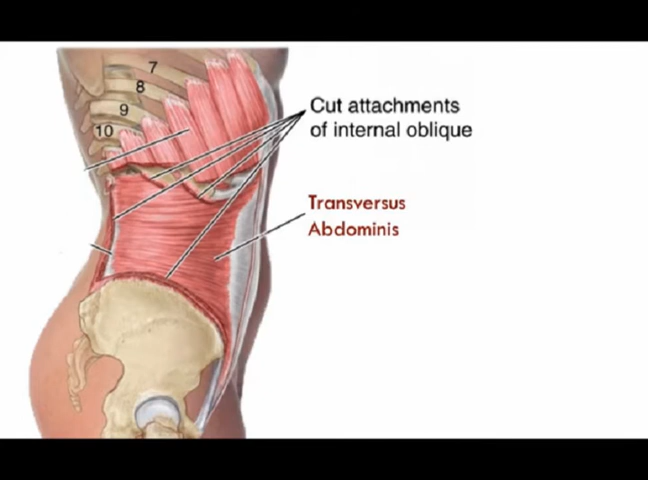 7
8
9
10
Cut attachments
of internal oblique
Transversus
Abdominis